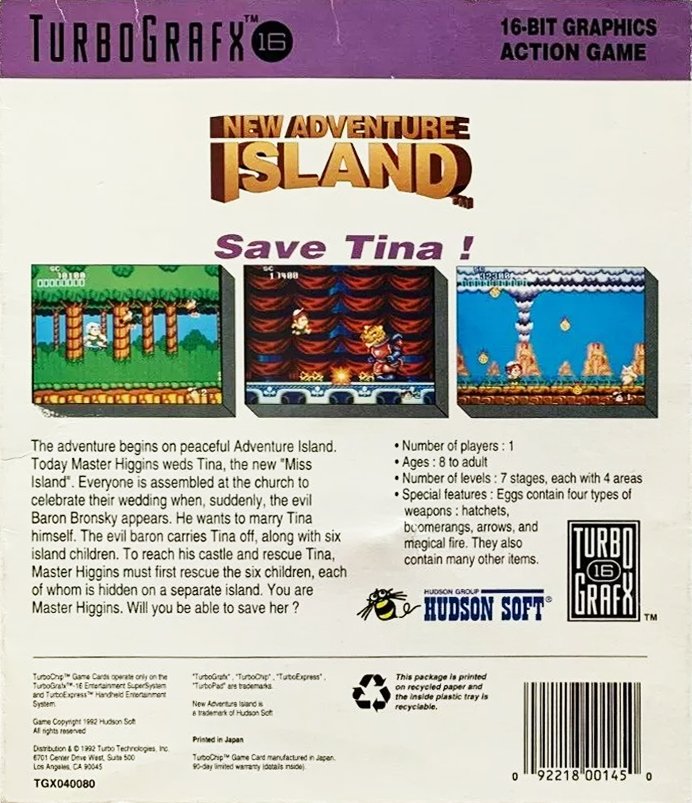 TURBOGRAFX™ 16
16-BIT GRAPHICS
ACTION GAME
NEW ADVENTURE
ISLAND™
Save Tina !
SC
17400
The adventure begins on peaceful Adventure Island.
Today Master Higgins weds Tina, the new "Miss
Island". Everyone is assembled at the church to
celebrate their wedding when, suddenly, the evil
Baron Bronsky appears. He wants to marry Tina
himself. The evil baron carries Tina off, along with six
island children. To reach his castle and rescue Tina,
Master Higgins must first rescue the six children, each
of whom is hidden on a separate island. You are
Master Higgins. Will you be able to save her ?
• Number of players : 1
• Ages : 8 to adult
• Number of levels : 7 stages, each with 4 areas
• Special features : Eggs contain four types of
weapons : hatchets,
boomerangs, arrows, and
magical fire. They also
contain many other items.
HUDSON GROUP
HUDSON SOFT®
TURBO
16
GRAFX
TM
TurboChip™ Game Cards operate only on the
TurboGrafx™-16 Entertainment SuperSystem
and TurboExpress™ Handheld Entertainment
System.
Game Copyright 1992 Hudson Soft
All rights reserved
Distribution & © 1992 Turbo Technologies, Inc.
6701 Center Drive West, Suite 500
Los Angeles, CA 90045
TGX040080
"TurboGrafx", "TurboChip", "TurboExpress",
"TurboPad" are trademarks.
New Adventure Island is
a trademark of Hudson Soft
Printed in Japan
TurboChip™ Game Card manufactured in Japan.
90-day limited warranty (details inside).
This package is printed
on recycled paper and
the inside plastic tray is
recyclable.
0 92218 00145 0